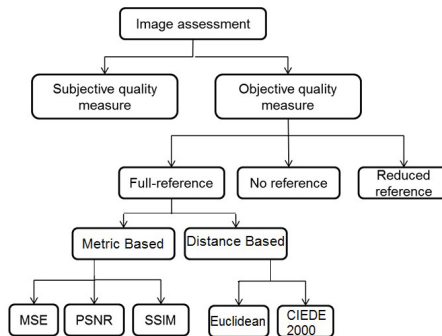 Image assessment
Subjective quality
measure
Objective quality
measure
Full-reference
No reference
Reduced
reference
Metric Based
Distance Based
MSE
PSNR
SSIM
Euclidean
CIEDE
2000